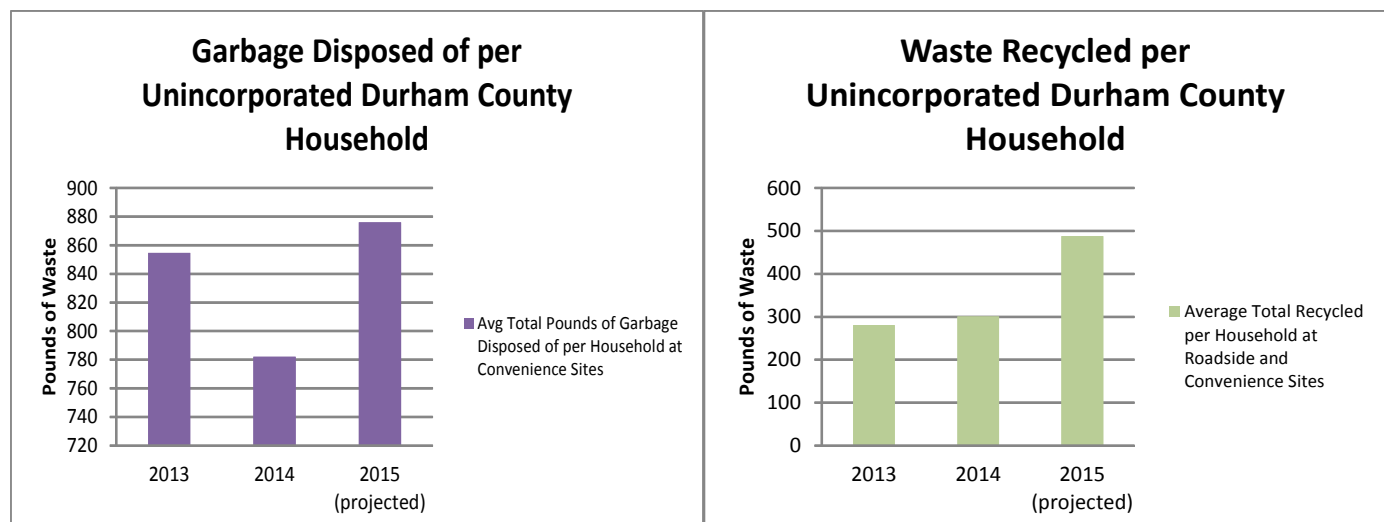 Garbage Disposed of per
Unincorporated Durham County
Household
Pounds of Waste
900
880
860
840
820
800
780
760
740
720
2013
2014
2015
(projected)
Avg Total Pounds of Garbage
Disposed of per Household at
Convenience Sites
Waste Recycled per
Unincorporated Durham County
Household
Pounds of Waste
600
500
400
300
200
100
0
2013
2014
2015
(projected)
Average Total Recycled
per Household at
Roadside and
Convenience Sites